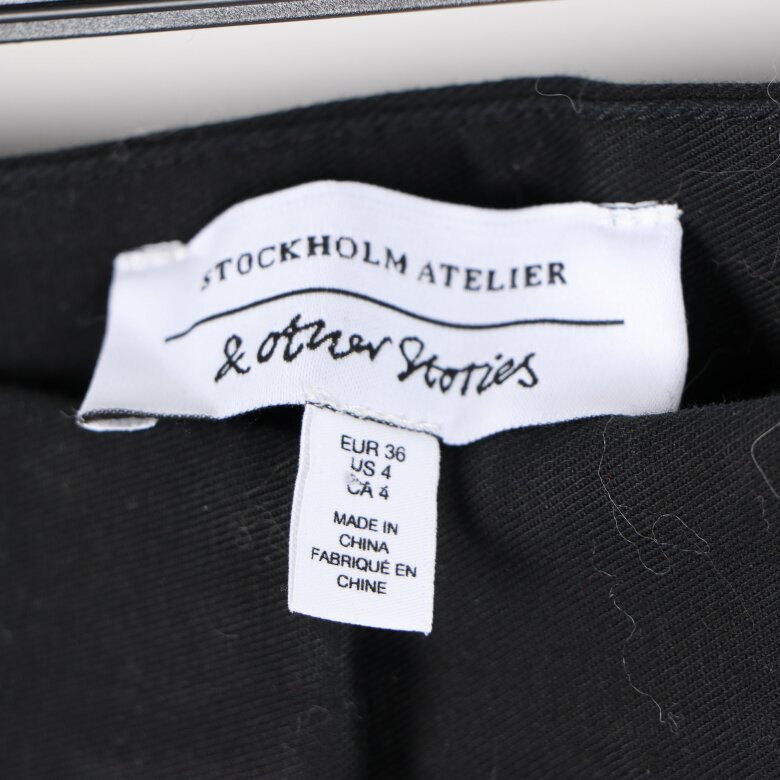 STOCKHOLM ATELIER
& other Stories
EUR 36
US 4
CA 4
MADE IN
CHINA
FABRIQUÉ EN
CHINE